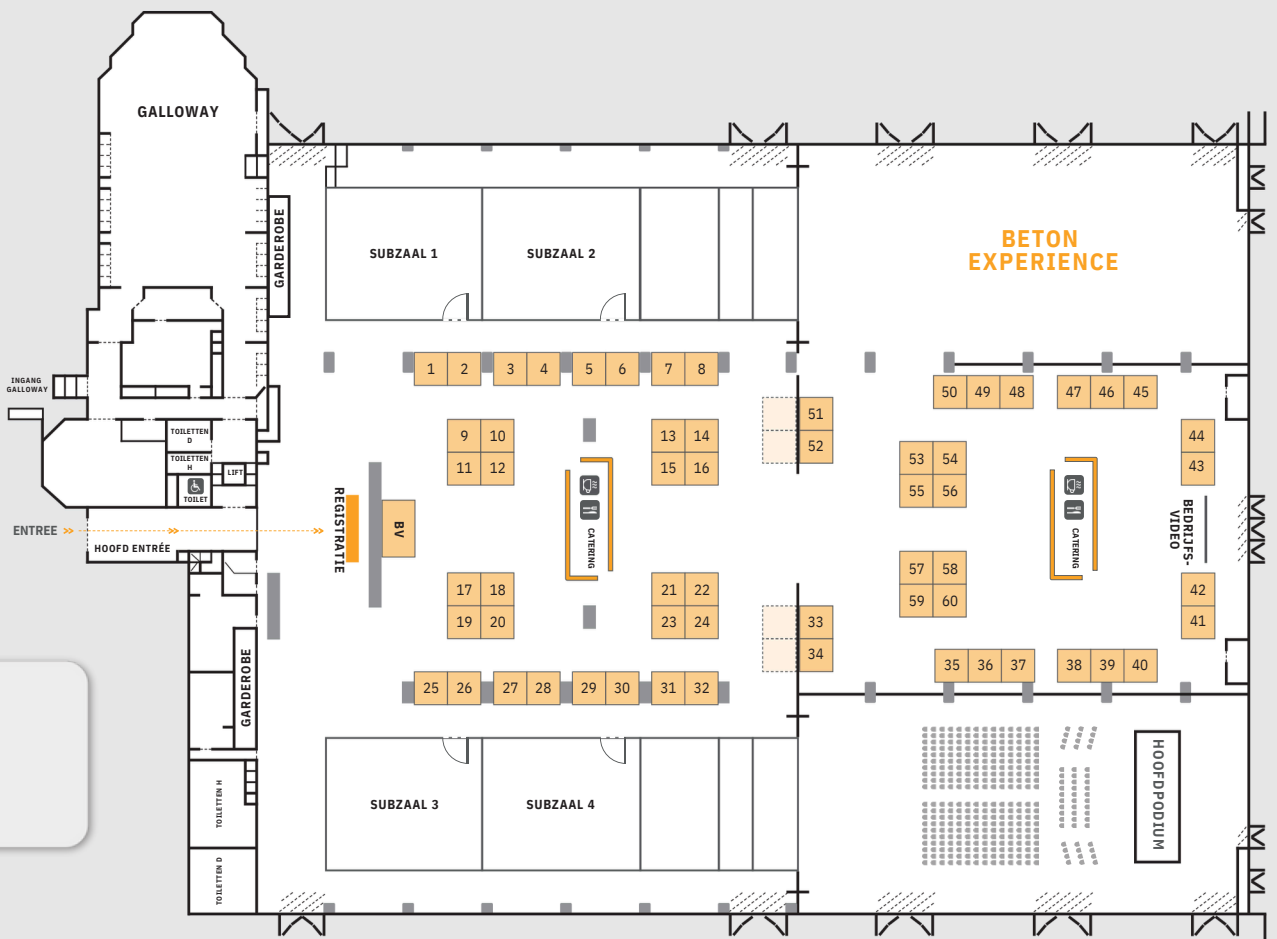 GALLOWAY
GARDEROBE
SUBZAAL 1
SUBZAAL 2
BETON
EXPERIENCE
INGANG
GALLOWAY
1 2 3 4 5 6 7 8
50 49 48 47 46 45
51
52
9 10
11 12
13 14
15 16
53 54
55 56
44
43
TOILETTEN
D
TOILETTEN
H
LIFT
TOILET
ENTREE
HOOFD ENTRÉE
REGISTRATIE
BV
CATERING
CATERING
BEDRIJFS-
VIDEO
17 18
19 20
21 22
23 24
33
34
57 58
59 60
42
41
GARDEROBE
25 26 27 28 29 30 31 32
35 36 37 38 39 40
SUBZAAL 3
SUBZAAL 4
HOOFDPODIUM
TOILETTEN H
TOILETTEN D